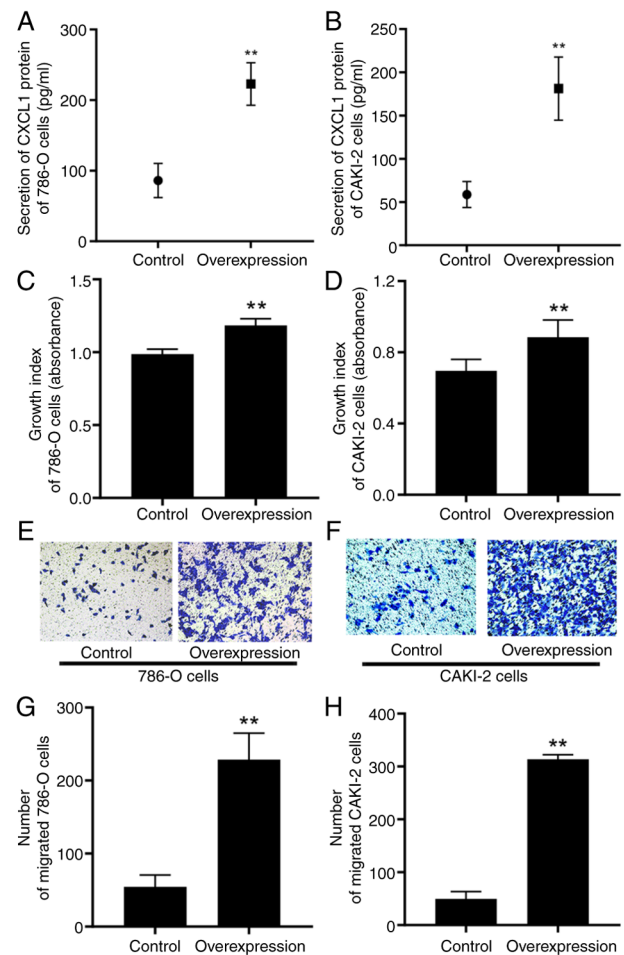 A
Secretion of CXCL1 protein
of 786-O cells (pg/ml)
300
200
100
0
**
Control
Overexpression
B
Secretion of CXCL1 protein
of CAKI-2 cells (pg/ml)
250
200
150
100
50
0
**
Control
Overexpression
C
Growth index
of 786-O cells (absorbance)
1.5
1.0
0.5
0.0
**
Control
Overexpression
D
Growth index
of CAKI-2 cells (absorbance)
1.2
0.8
0.4
0.0
**
Control
Overexpression
E
Control
Overexpression
786-O cells
F
Control
Overexpression
CAKI-2 cells
G
Number
of migrated 786-O cells
300
200
100
0
**
Control
Overexpression
H
Number
of migrated CAKI-2 cells
400
300
200
100
0
**
Control
Overexpression